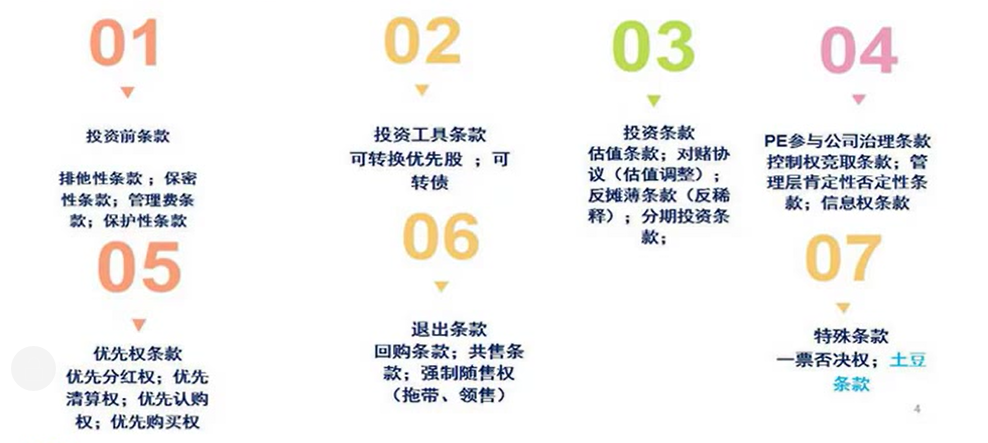 01
投资前条款
排他性条款；保密
性条款；管理费条
款；保护性条款
02
投资工具条款
可转换优先股 ；可
转债
03
投资条款
估值条款；对赌协
议（估值调整）；
反摊薄条款（反稀
释）；分期投资条
款；
04
PE参与公司治理条款
控制权竞取条款；管
理层肯定性否定性条
款；信息权条款
05
优先权条款
优先分红权；优先
清算权；优先认购
权；优先购买权
06
退出条款
回购条款；共售条
款；强制随售权
（拖带、领售）
07
特殊条款
一票否决权；土豆
条款
4